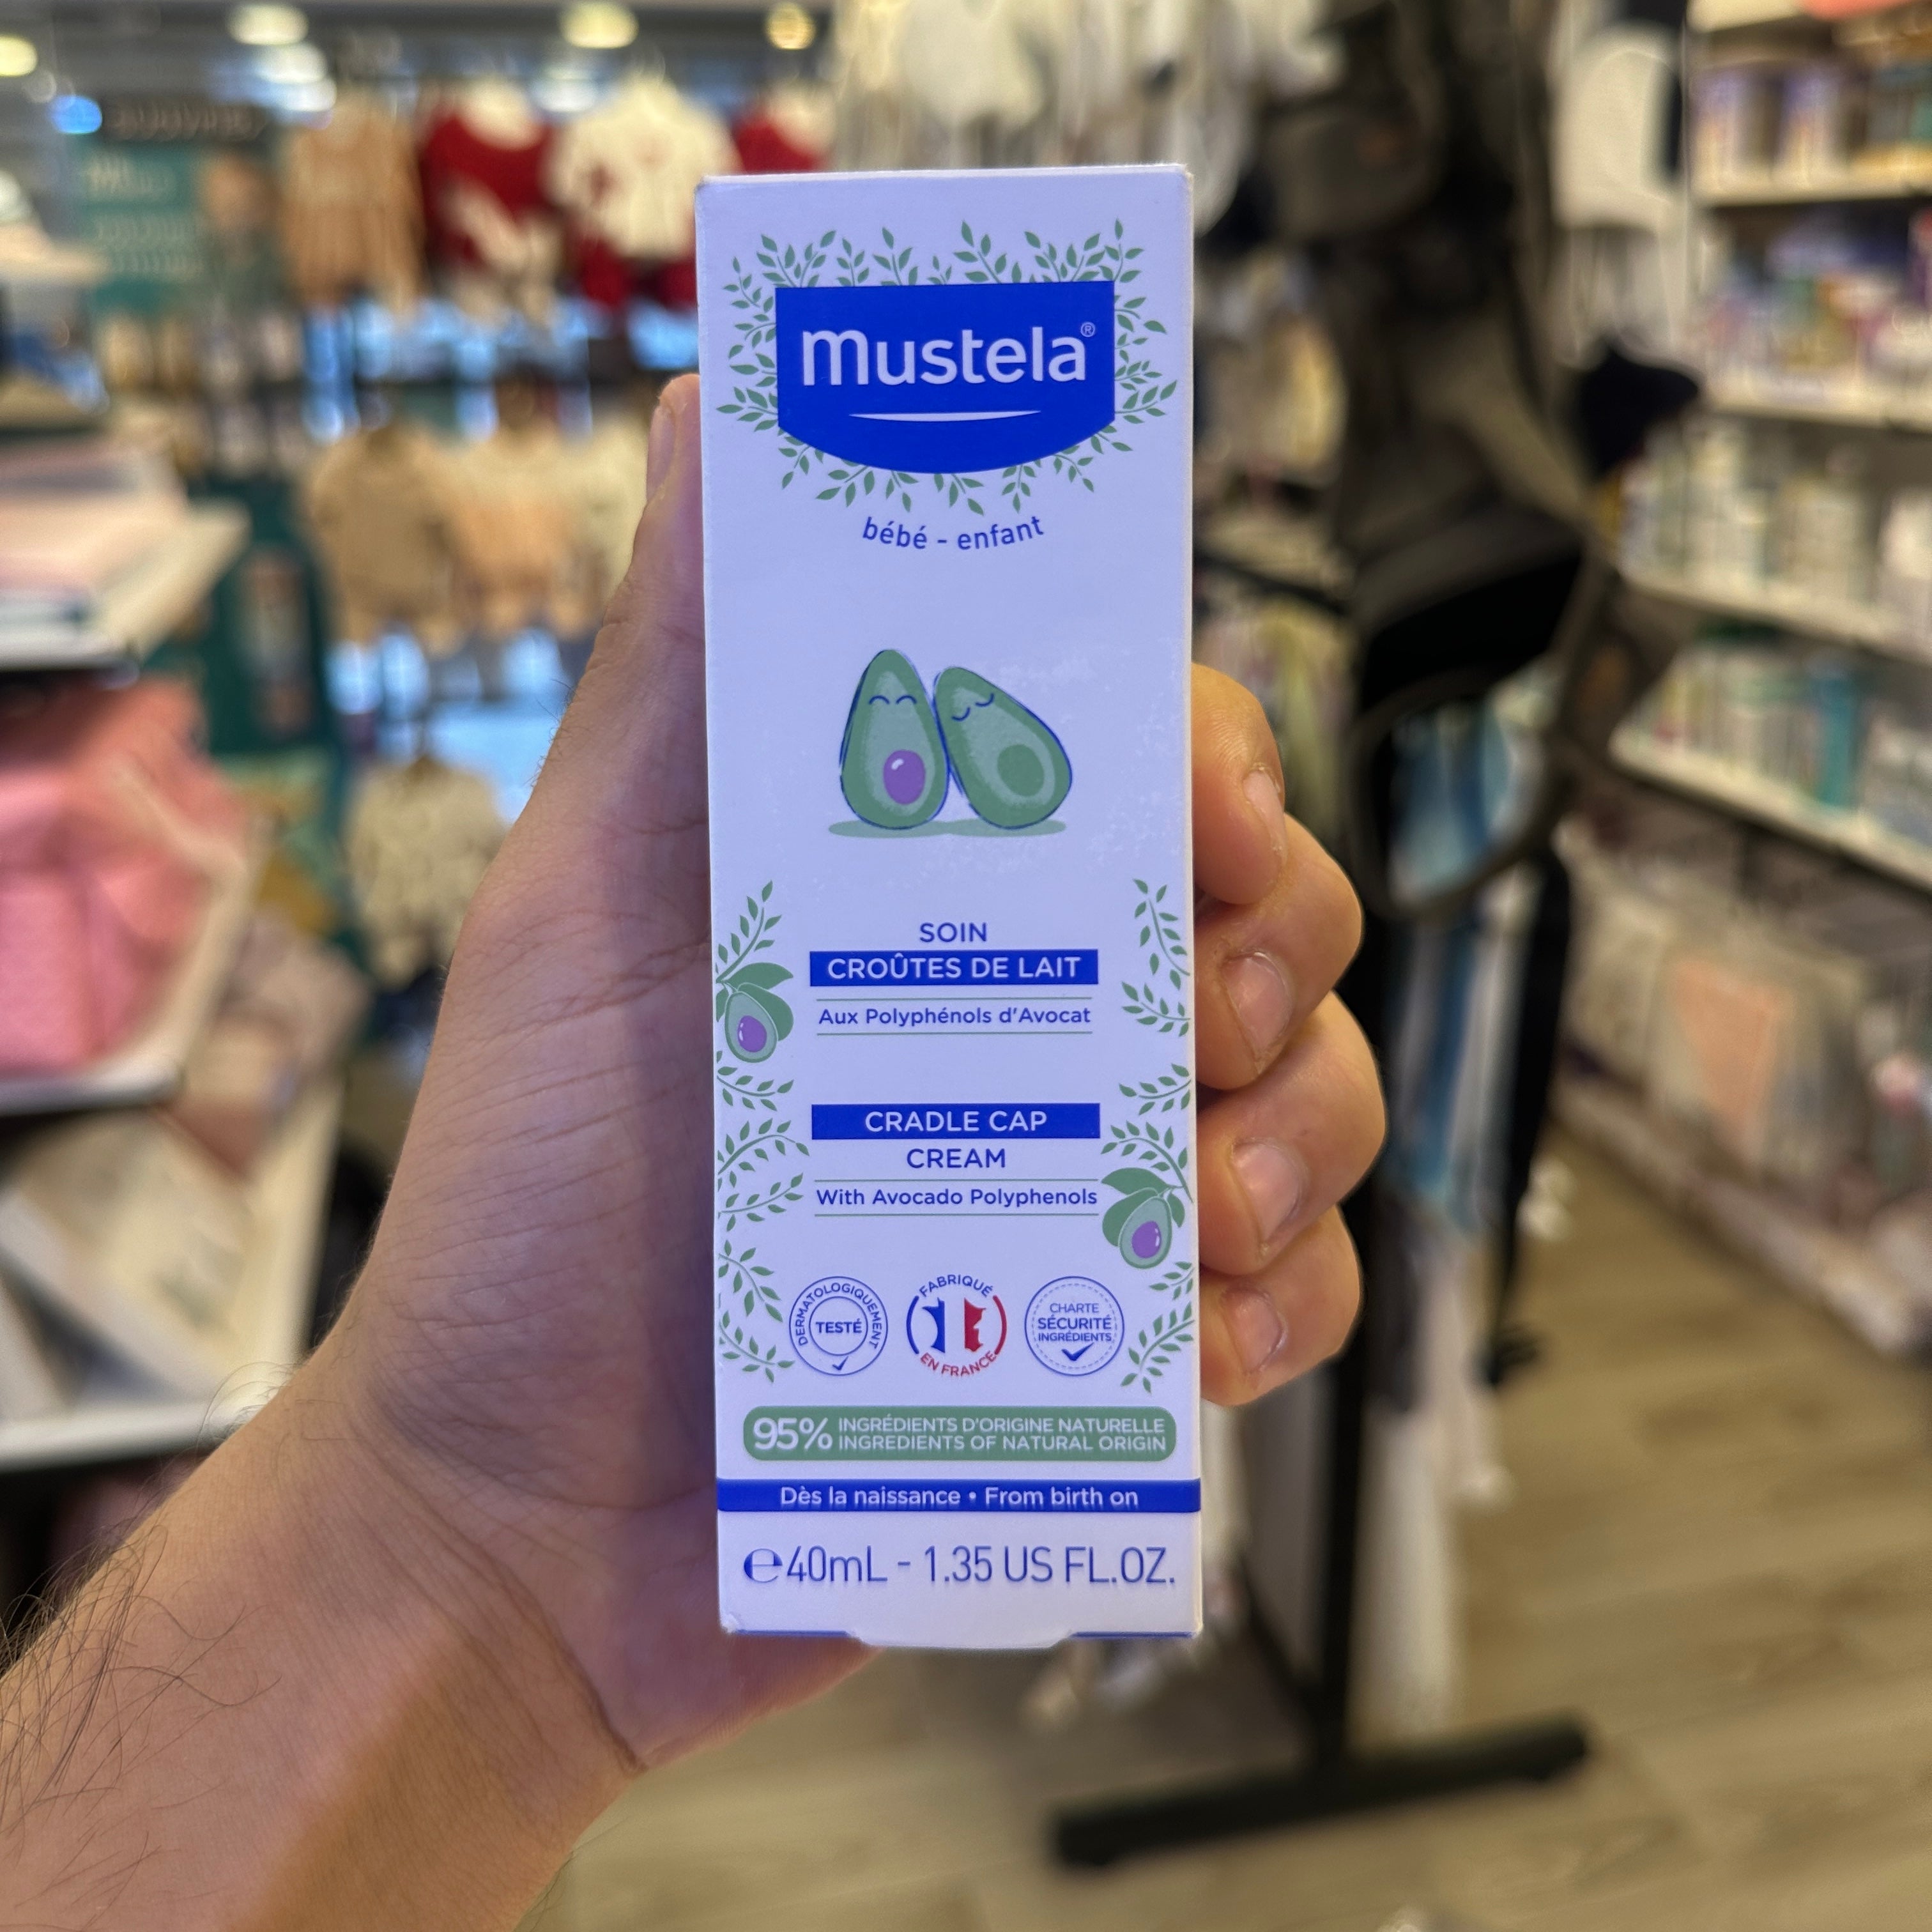 mustela®
bébé - enfant
SOIN
CROÛTES DE LAIT
Aux Polyphénols d'Avocat
CRADLE CAP
CREAM
With Avocado Polyphenols
DERMATOLOGIQUEMENT
TESTÉ
FABRIQUÉ
EN FRANCE
CHARTE
SÉCURITÉ
INGRÉDIENTS
95% INGRÉDIENTS D'ORIGINE NATURELLE
INGREDIENTS OF NATURAL ORIGIN
Dès la naissance • From birth on
℮40mL - 1.35 US FL.OZ.